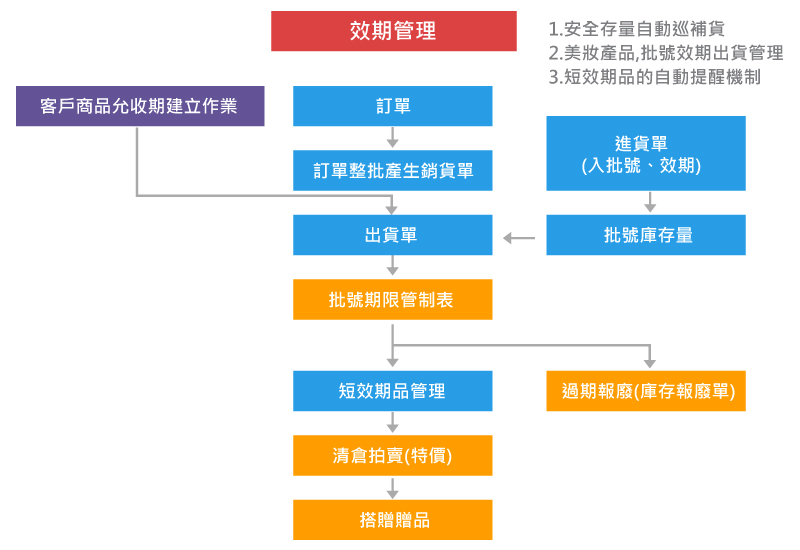 效期管理
1.安全存量自動巡補貨
2.美妝產品,批號效期出貨管理
3.短效期品的自動提醒機制
客戶商品允收期建立作業
訂單
訂單整批產生銷貨單
進貨單
(入批號、效期)
出貨單
批號庫存量
批號期限管制表
短效期品管理
過期報廢(庫存報廢單)
清倉拍賣(特價)
搭贈贈品